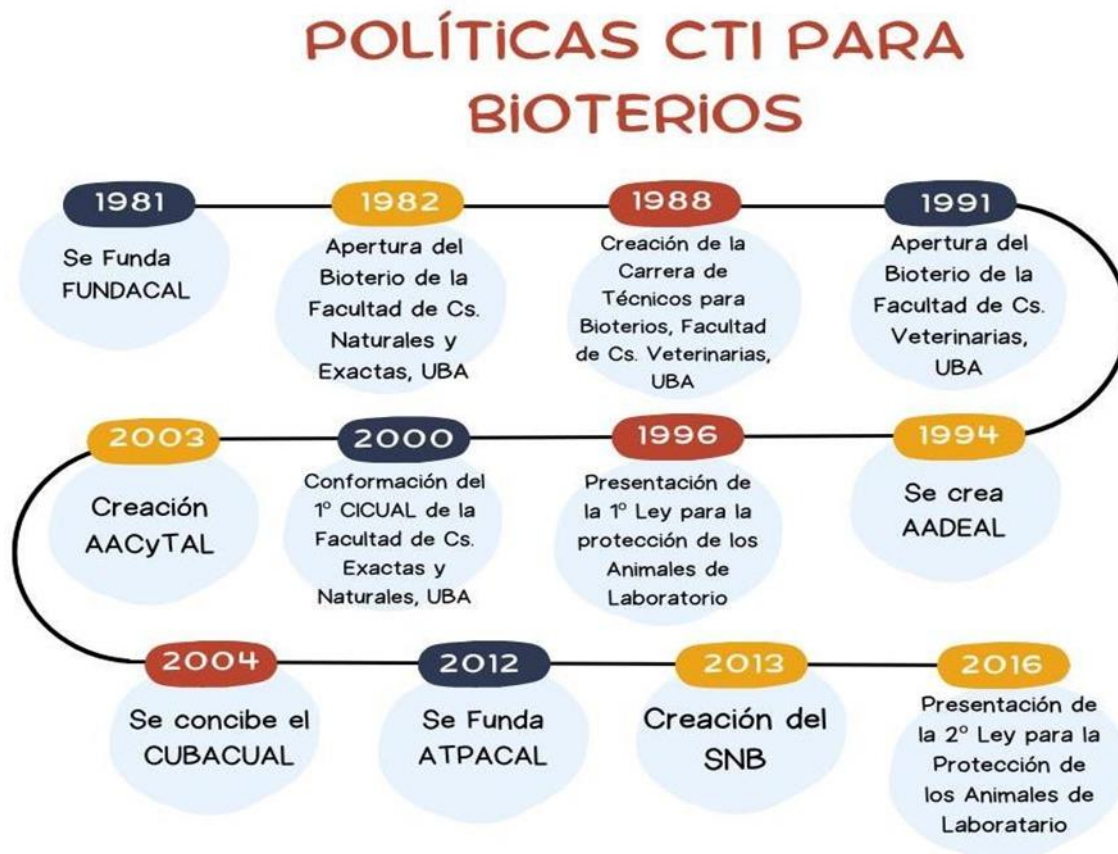 POLÍTiCAS CTI PARA
BiOTERiOS
1981
Se Funda
FUNDACAL
1982
Apertura del
Bioterio de la
Facultad de Cs.
Naturales y
Exactas, UBA
1988
Creación de la
Carrera de
Técnicos para
Bioterios, Facultad
de Cs. Veterinarias,
UBA
1991
Apertura del
Bioterio de la
Facultad de Cs.
Veterinarias,
UBA
1994
Se crea
AADEAL
1996
Presentación de
la 1º Ley para la
protección de los
Animales de
Laboratorio
2000
Conformación del
1º CICUAL de la
Facultad de Cs.
Exactas y
Naturales, UBA
2003
Creación
AACyTAL
2004
Se concibe el
CUBACUAL
2012
Se Funda
ATPACAL
2013
Creación del
SNB
2016
Presentación de
la 2º Ley para la
Protección de
los Animales de
Laboratario